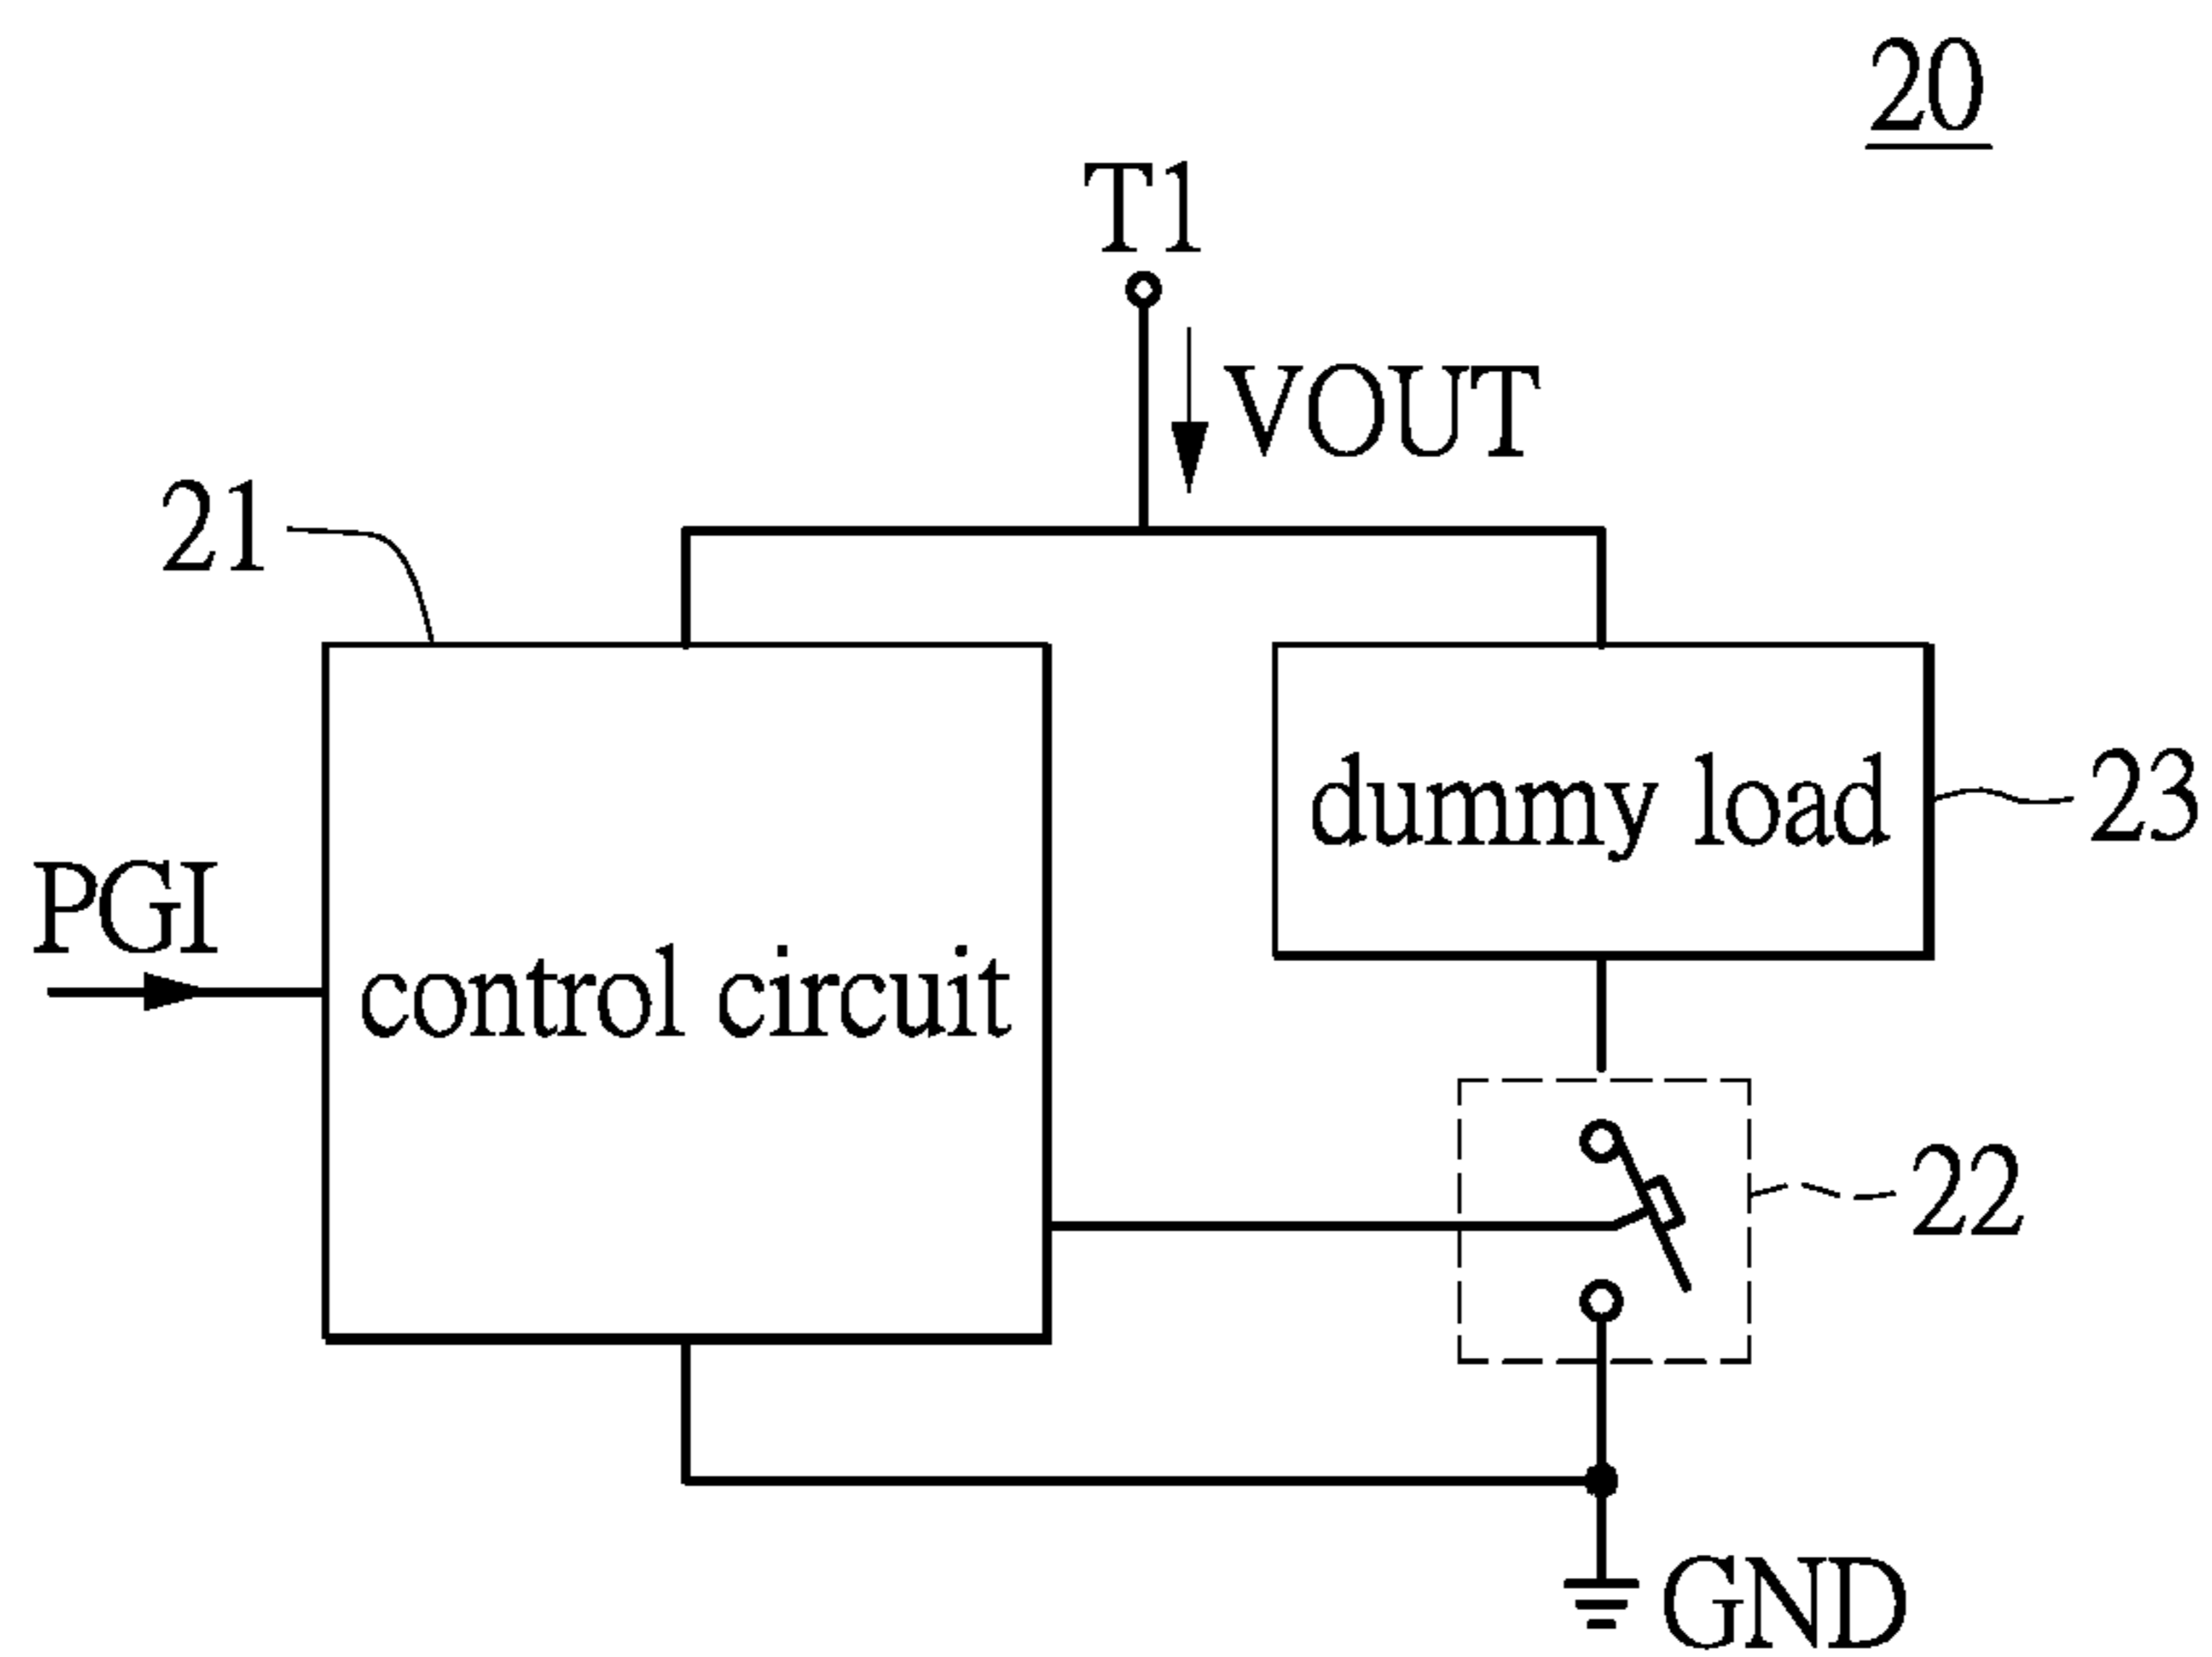 20
T1
VOUT
21
dummy load
23
PGI
control circuit
22
GND